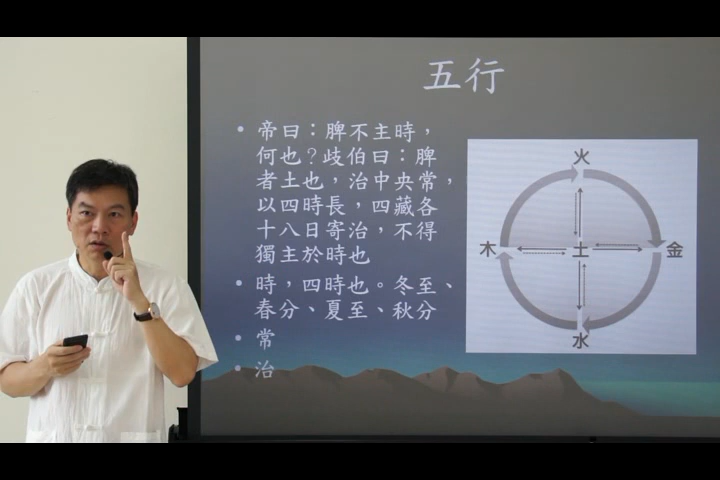 五行
• 帝曰：脾不主時，
何也？歧伯曰：脾
者土也，治中央常，
以四時長，四藏各
十八日寄治，不得
獨主於時也
• 時，四時也。冬至、
春分、夏至、秋分
• 常
• 治
火
木 土 金
水